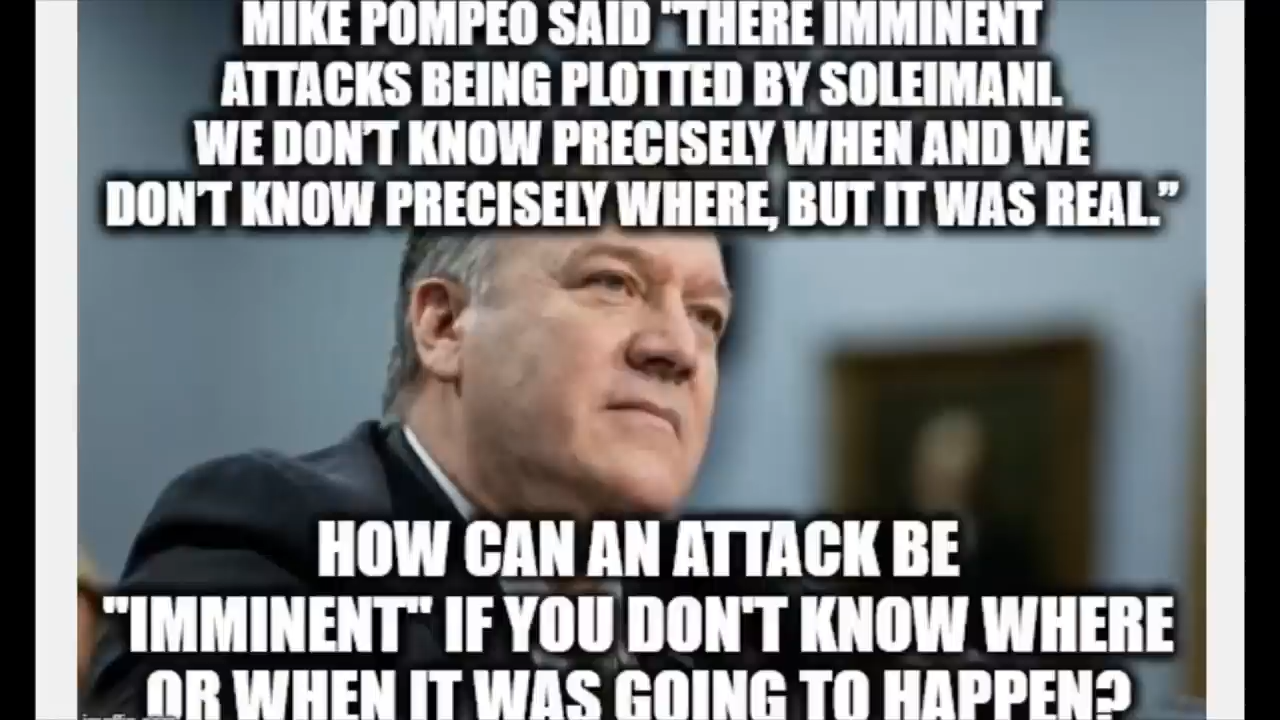 MIKE POMPEO SAID "THERE IMMINENT
ATTACKS BEING PLOTTED BY SOLEIMANI.
WE DON'T KNOW PRECISELY WHEN AND WE
DON'T KNOW PRECISELY WHERE, BUT IT WAS REAL.”
HOW CAN AN ATTACK BE
"IMMINENT" IF YOU DON'T KNOW WHERE
OR WHEN IT WAS GOING TO HAPPEN?